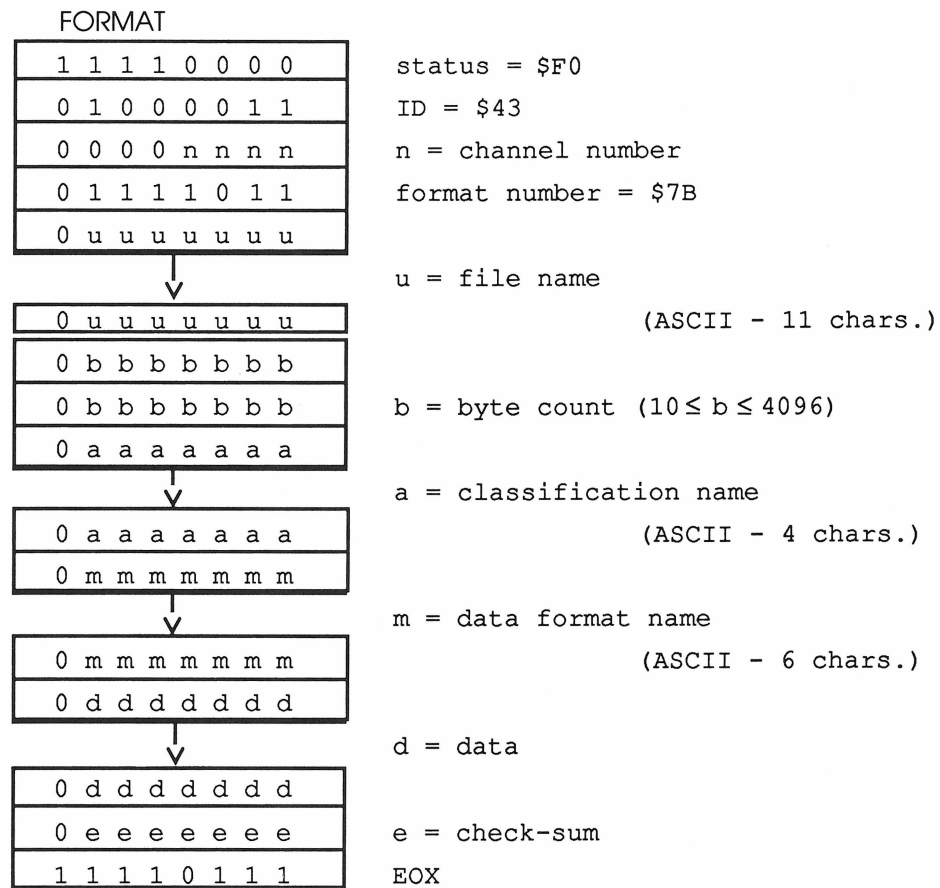 FORMAT
1 1 1 1 0 0 0 0 status = $F0
0 1 0 0 0 0 1 1 ID = $43
0 0 0 0 n n n n n = channel number
0 1 1 1 1 0 1 1 format number = $7B
0 u u u u u u u
u = file name
0 u u u u u u u (ASCII - 11 chars.)
0 b b b b b b b
0 b b b b b b b b = byte count (10≤ b ≤ 4096)
0 a a a a a a a
a = classification name
0 a a a a a a a (ASCII - 4 chars.)
0 m m m m m m m
m = data format name
0 m m m m m m m (ASCII - 6 chars.)
0 d d d d d d d
d = data
0 d d d d d d d
0 e e e e e e e e = check-sum
1 1 1 1 0 1 1 1 EOX